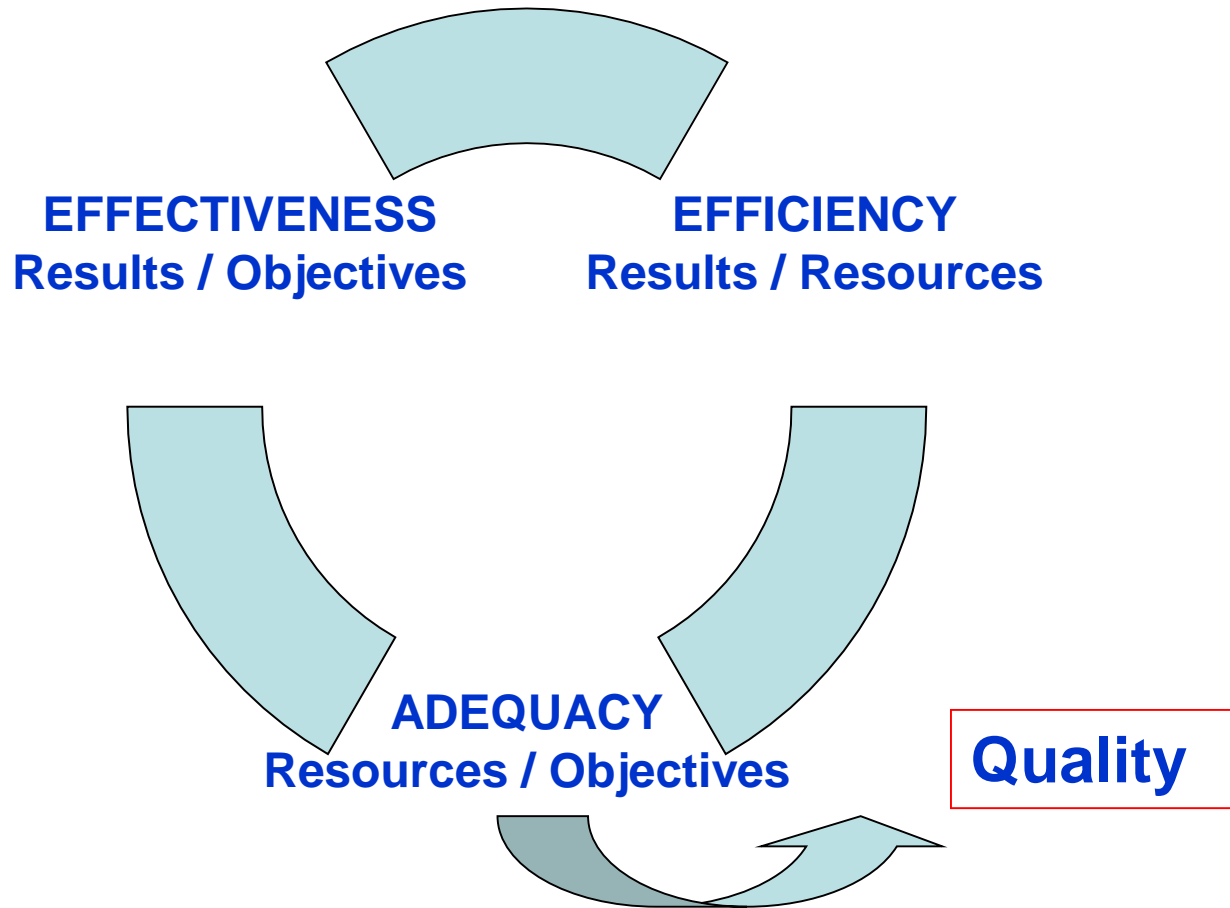 EFFECTIVENESS
Results / Objectives
EFFICIENCY
Results / Resources
ADEQUACY
Resources / Objectives
Quality